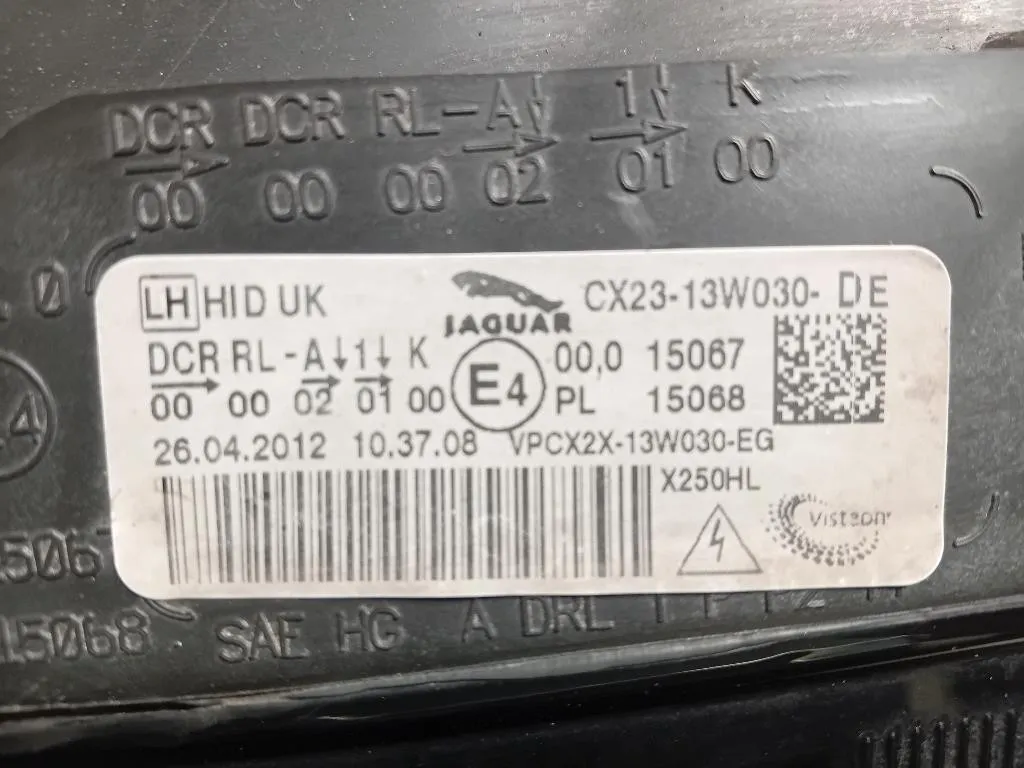 DCR DCR RL-A↓ 1↓ K
→ → →
00 00 00 02 01 00
.0
LH HID UK JAGUAR CX23-13W030- DE
DCR RL-A↓ 1↓ K E4 00,0 15067
→ → →
00 00 02 01 00 PL 15068
26.04.2012 10.37.08 VPCX2X-13W030-EG
X250HL
Visteon
1506
15068 SAE HG A DRL